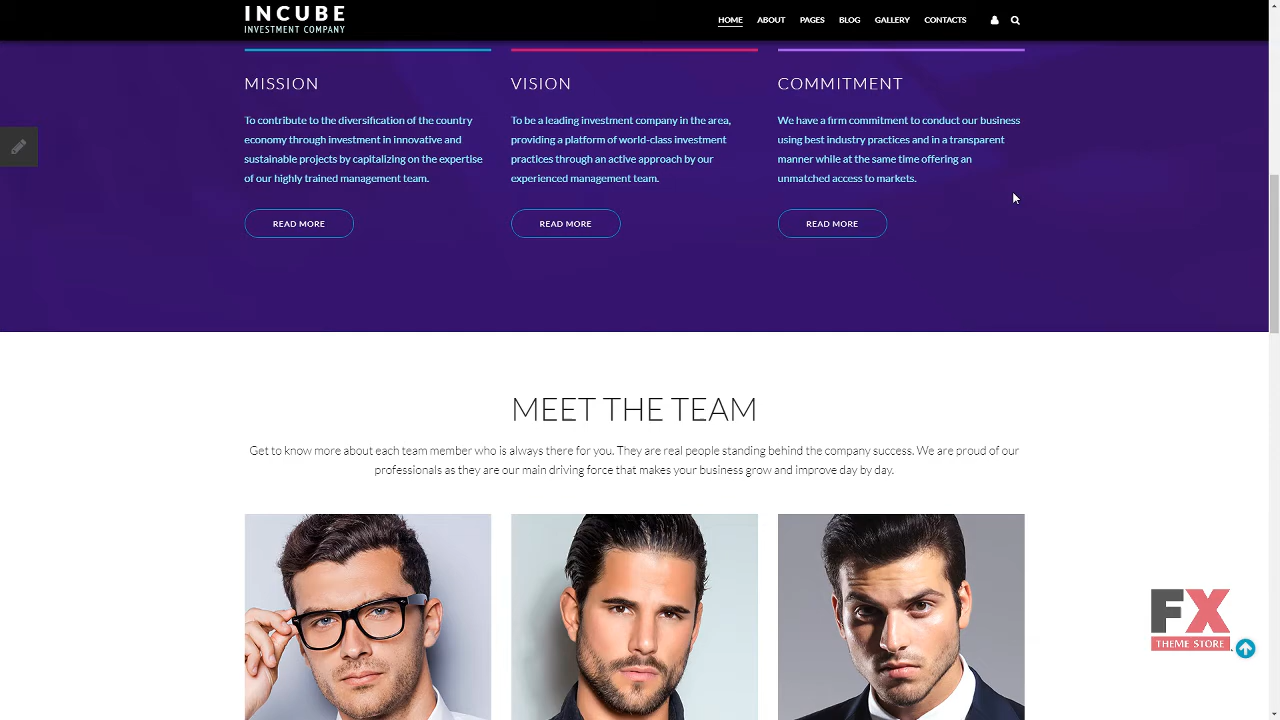 INCUBE
INVESTMENT COMPANY
HOME ABOUT PAGES BLOG GALLERY CONTACTS
MISSION
To contribute to the diversification of the country
economy through investment in innovative and
sustainable projects by capitalizing on the expertise
of our highly trained management team.
READ MORE
VISION
To be a leading investment company in the area,
providing a platform of world-class investment
practices through an active approach by our
experienced management team.
READ MORE
COMMITMENT
We have a firm commitment to conduct our business
using best industry practices and in a transparent
manner while at the same time offering an
unmatched access to markets.
READ MORE
MEET THE TEAM
Get to know more about each team member who is always there for you. They are real people standing behind the company success. We are proud of our
professionals as they are our main driving force that makes your business grow and improve day by day.
FX
THEME STORE